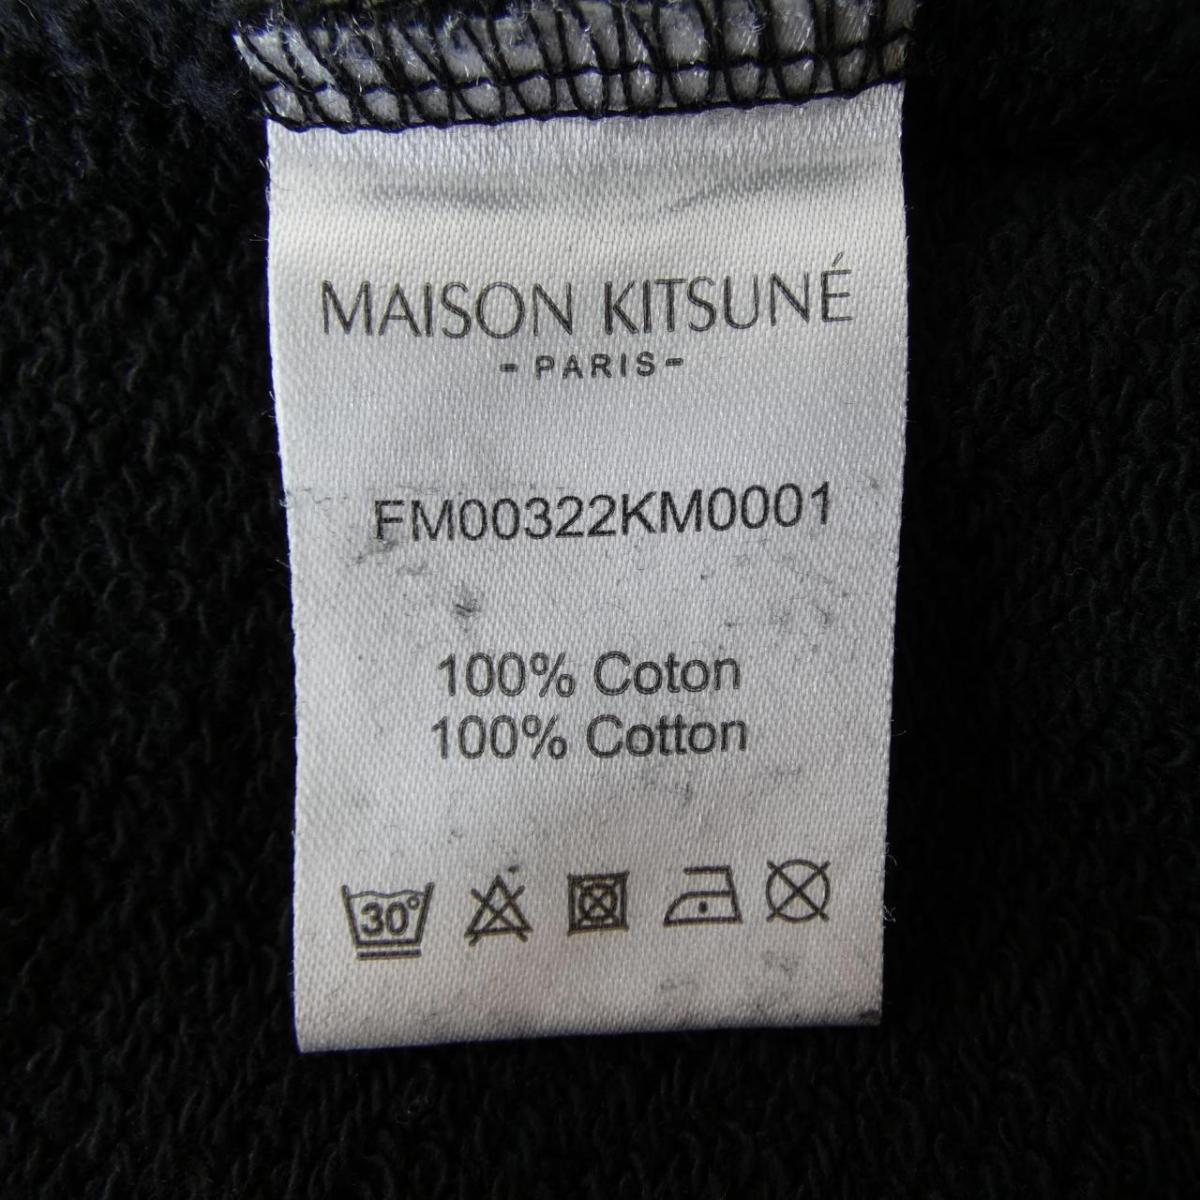 MAISON KITSUNÉ
- PARIS -
FM00322KM0001
100% Coton
100% Cotton
30°